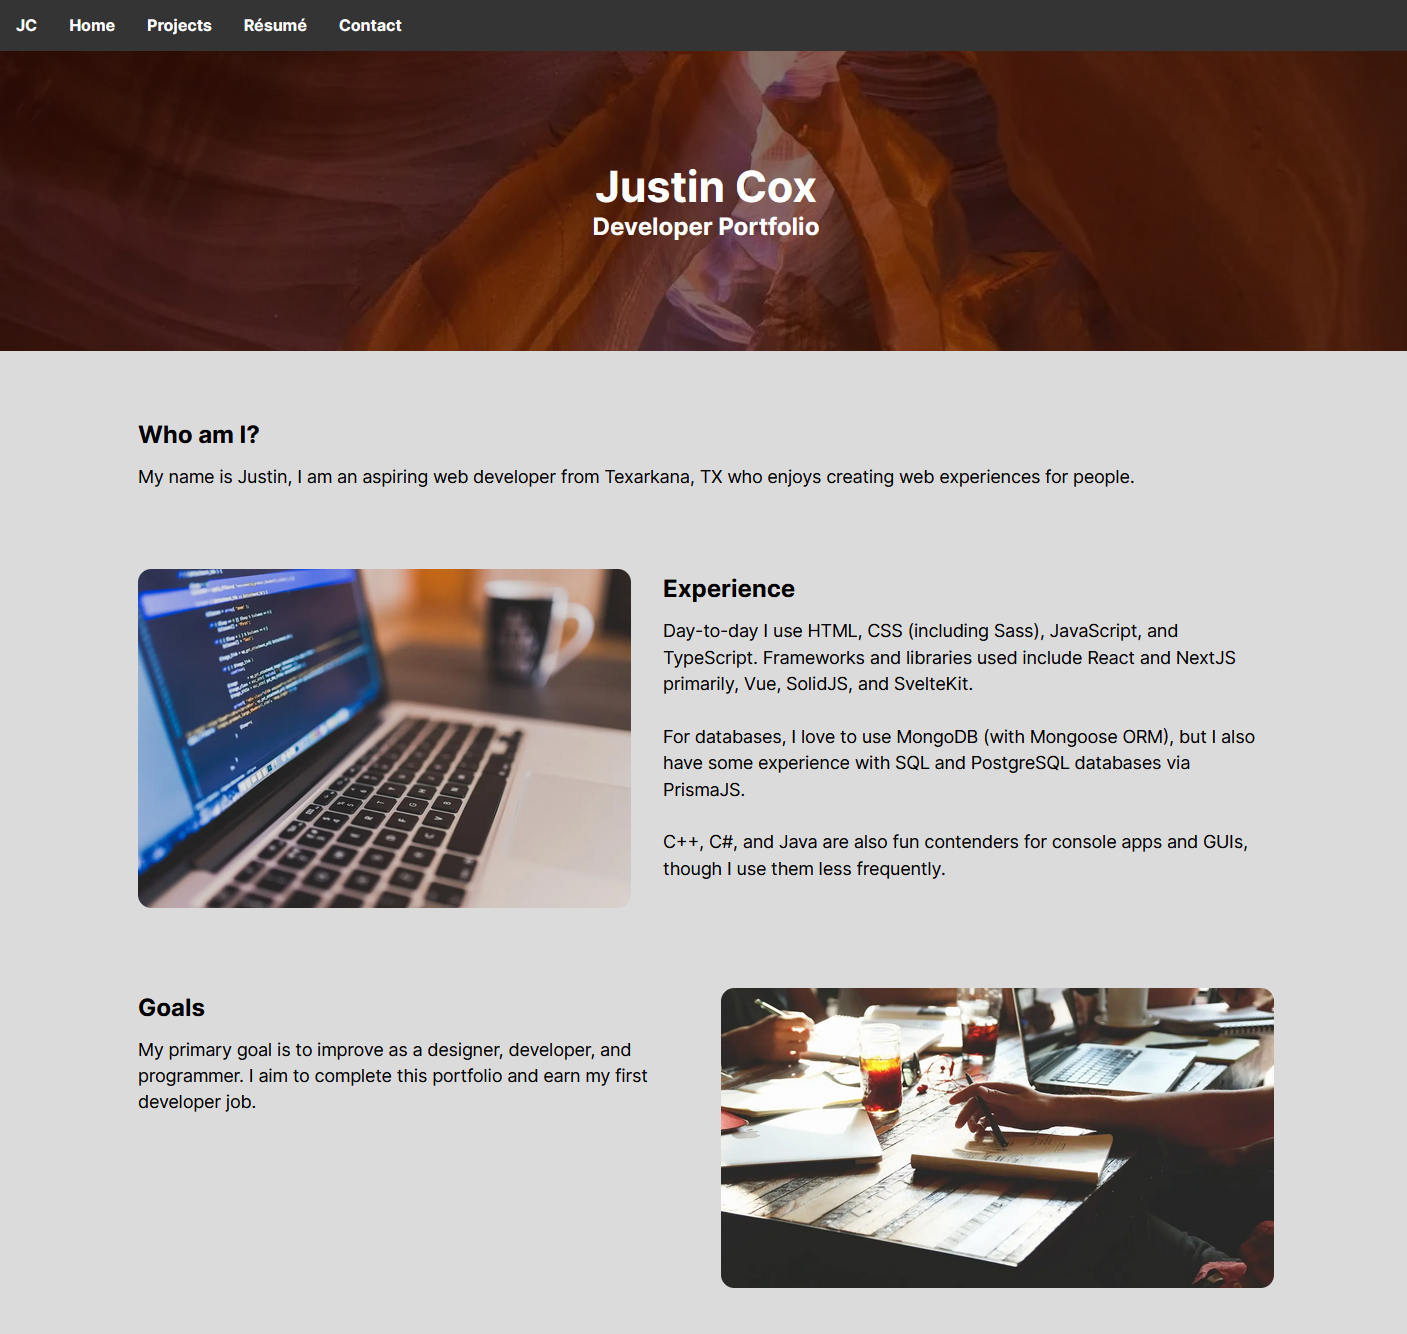 JC Home Projects Résumé Contact
Justin Cox
Developer Portfolio
Who am I?
My name is Justin, I am an aspiring web developer from Texarkana, TX who enjoys creating web experiences for people.
Experience
Day-to-day I use HTML, CSS (including Sass), JavaScript, and
TypeScript. Frameworks and libraries used include React and NextJS
primarily, Vue, SolidJS, and SvelteKit.
For databases, I love to use MongoDB (with Mongoose ORM), but I also
have some experience with SQL and PostgreSQL databases via
PrismaJS.
C++, C#, and Java are also fun contenders for console apps and GUIs,
though I use them less frequently.
Goals
My primary goal is to improve as a designer, developer, and
programmer. I aim to complete this portfolio and earn my first
developer job.